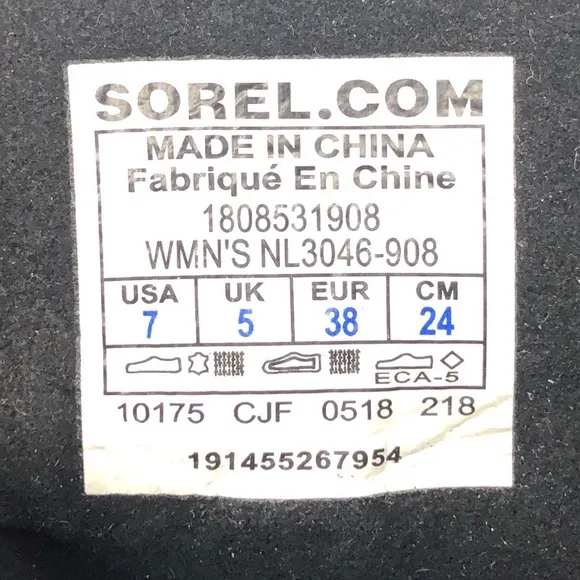 SOREL.COM
MADE IN CHINA
Fabriqué En Chine
1808531908
WMN'S NL3046-908
USA UK EUR CM
7 5 38 24
ECA-5
10175 CJF 0518 218
191455267954